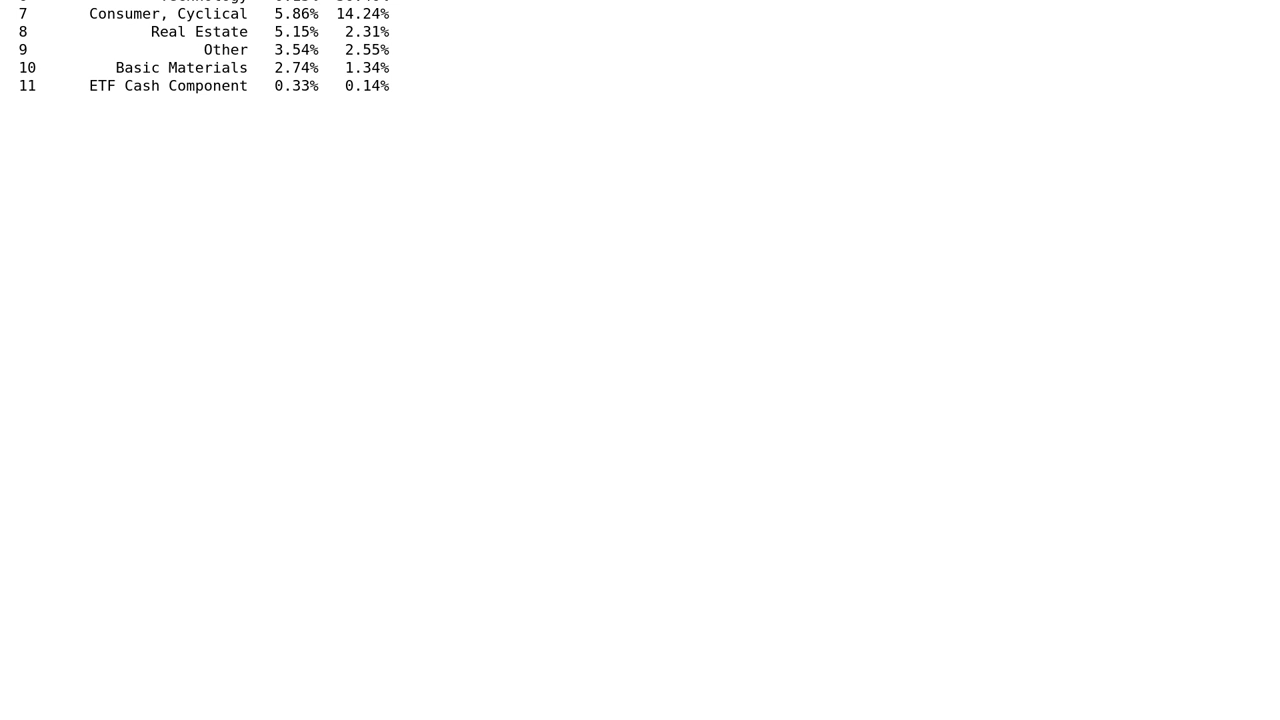 7 Consumer, Cyclical 5.86% 14.24%
8 Real Estate 5.15% 2.31%
9 Other 3.54% 2.55%
10 Basic Materials 2.74% 1.34%
11 ETF Cash Component 0.33% 0.14%